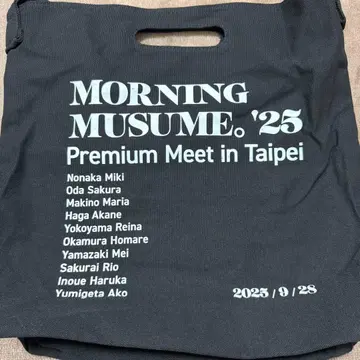 MORNING
MUSUME。'25
Premium Meet in Taipei
Nonaka Miki
Oda Sakura
Makino Maria
Haga Akane
Yokoyama Reina
Okamura Homare
Yamazaki Mei
Sakurai Rio
Inoue Haruka
Yumigeta Ako
2025/9/28